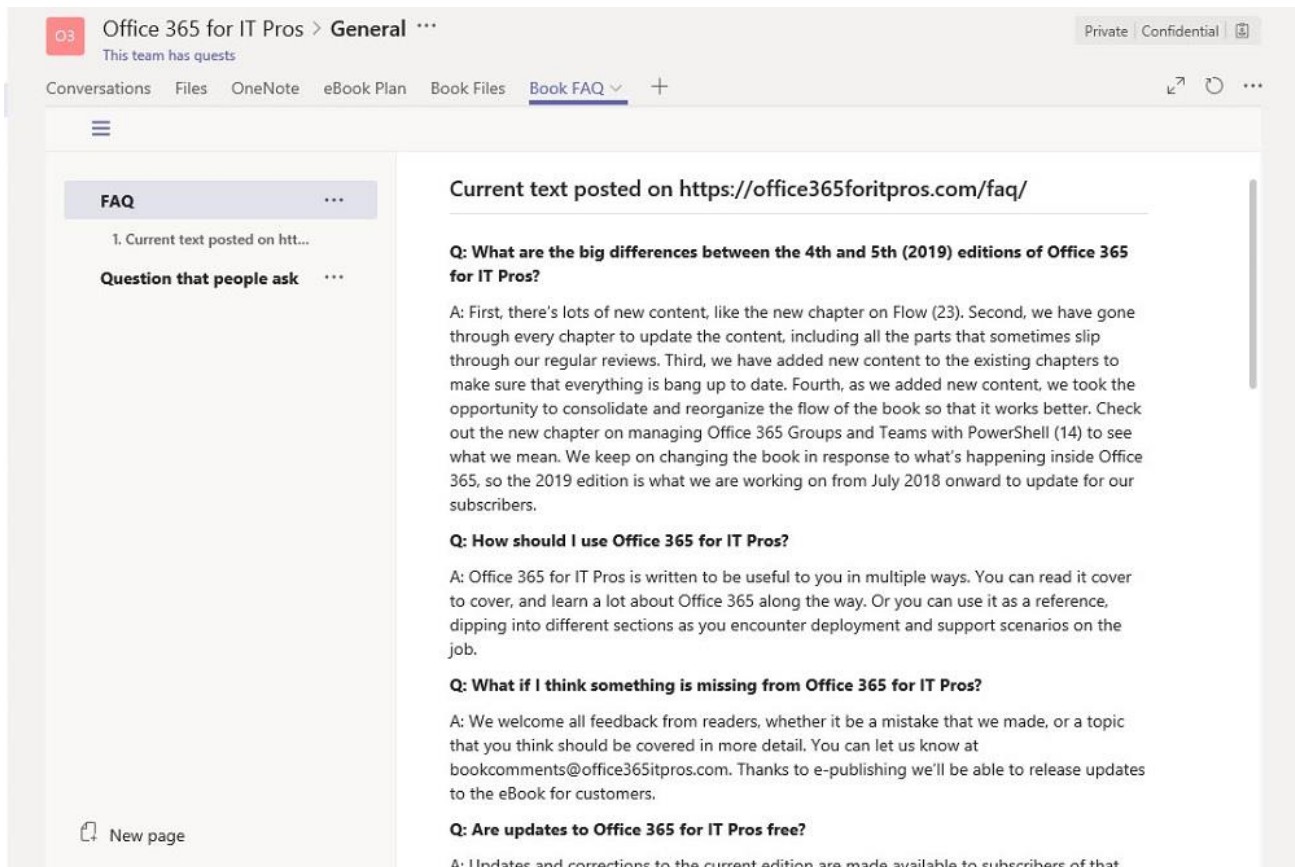 O3
Office 365 for IT Pros > General ...
This team has quests
Private | Confidential
Conversations Files OneNote eBook Plan Book Files Book FAQ
FAQ ...
1. Current text posted on htt...
Question that people ask ...
New page
Current text posted on https://office365foritpros.com/faq/
Q: What are the big differences between the 4th and 5th (2019) editions of Office 365
for IT Pros?
A: First, there's lots of new content, like the new chapter on Flow (23). Second, we have gone
through every chapter to update the content, including all the parts that sometimes slip
through our regular reviews. Third, we have added new content to the existing chapters to
make sure that everything is bang up to date. Fourth, as we added new content, we took the
opportunity to consolidate and reorganize the flow of the book so that it works better. Check
out the new chapter on managing Office 365 Groups and Teams with PowerShell (14) to see
what we mean. We keep on changing the book in response to what's happening inside Office
365, so the 2019 edition is what we are working on from July 2018 onward to update for our
subscribers.
Q: How should I use Office 365 for IT Pros?
A: Office 365 for IT Pros is written to be useful to you in multiple ways. You can read it cover
to cover, and learn a lot about Office 365 along the way. Or you can use it as a reference,
dipping into different sections as you encounter deployment and support scenarios on the
job.
Q: What if I think something is missing from Office 365 for IT Pros?
A: We welcome all feedback from readers, whether it be a mistake that we made, or a topic
that you think should be covered in more detail. You can let us know at
bookcomments@office365itpros.com. Thanks to e-publishing we'll be able to release updates
to the eBook for customers.
Q: Are updates to Office 365 for IT Pros free?
A: Updates and corrections to the current edition are made available to subscribers of that